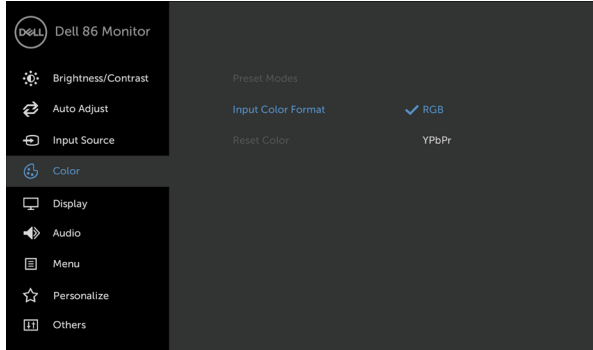 DELL Dell 86 Monitor
Brightness/Contrast
Preset Modes
Auto Adjust
Input Color Format
RGB
Input Source
Reset Color
YPbPr
Color
Display
Audio
Menu
Personalize
Others